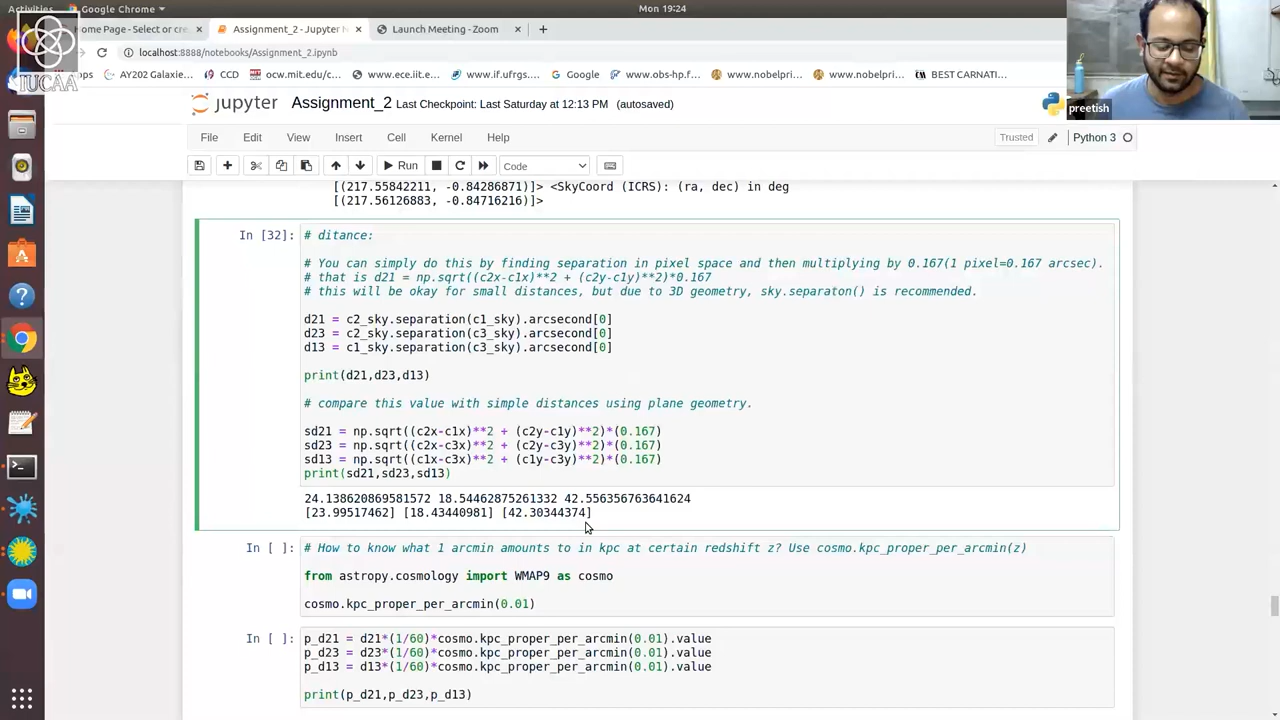 Activities
Google Chrome
Mon 19:24
Home Page - Select or cre
Assignment_2 - Jupyter N
Launch Meeting - Zoom
localhost:8888/notebooks/Assignment_2.ipynb
AY202 Galaxie...
CCD
ocw.mit.edu/c...
www.ece.iit.e...
www.if.ufrgs....
Google
www.obs-hp.f...
www.nobelpri...
www.nobelpri...
BEST CARNATI...
IUCAA
preetish
jupyter
Assignment_2 Last Checkpoint: Last Saturday at 12:13 PM (autosaved)
File Edit View Insert Cell Kernel Help
Trusted
Python 3
Run
Code
[(217.55842211, -0.84286871)]> <SkyCoord (ICRS): (ra, dec) in deg
[(217.56126883, -0.84716216)]>
In [32]:
# ditance:
# You can simply do this by finding separation in pixel space and then multiplying by 0.167(1 pixel=0.167 arcsec).
# that is d21 = np.sqrt((c2x-c1x)**2 + (c2y-c1y)**2)*0.167
# this will be okay for small distances, but due to 3D geometry, sky.separaton() is recommended.
d21 = c2_sky.separation(c1_sky).arcsecond[0]
d23 = c2_sky.separation(c3_sky).arcsecond[0]
d13 = c1_sky.separation(c3_sky).arcsecond[0]
print(d21,d23,d13)
# compare this value with simple distances using plane geometry.
sd21 = np.sqrt((c2x-c1x)**2 + (c2y-c1y)**2)*(0.167)
sd23 = np.sqrt((c2x-c3x)**2 + (c2y-c3y)**2)*(0.167)
sd13 = np.sqrt((c1x-c3x)**2 + (c1y-c3y)**2)*(0.167)
print(sd21,sd23,sd13)
24.138620869581572 18.54462875261332 42.556356763641624
[23.99517462] [18.43440981] [42.30344374]
In [ ]:
# How to know what 1 arcmin amounts to in kpc at certain redshift z? Use cosmo.kpc_proper_per_arcmin(z)
from astropy.cosmology import WMAP9 as cosmo
cosmo.kpc_proper_per_arcmin(0.01)
In [ ]:
p_d21 = d21*(1/60)*cosmo.kpc_proper_per_arcmin(0.01).value
p_d23 = d23*(1/60)*cosmo.kpc_proper_per_arcmin(0.01).value
p_d13 = d13*(1/60)*cosmo.kpc_proper_per_arcmin(0.01).value
print(p_d21,p_d23,p_d13)